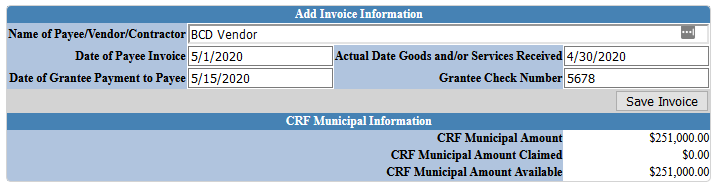 Add Invoice Information
Name of Payee/Vendor/Contractor BCD Vendor
Date of Payee Invoice 5/1/2020 Actual Date Goods and/or Services Received 4/30/2020
Date of Grantee Payment to Payee 5/15/2020 Grantee Check Number 5678
Save Invoice
CRF Municipal Information
CRF Municipal Amount $251,000.00
CRF Municipal Amount Claimed $0.00
CRF Municipal Amount Available $251,000.00